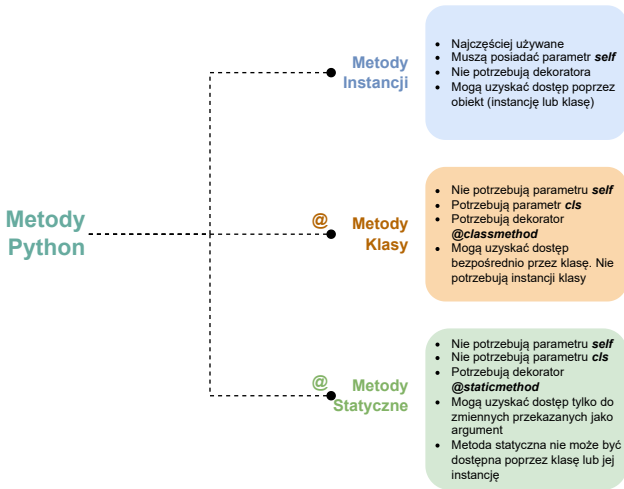 Metody
Python
Metody
Instancji
• Najczęściej używane
• Muszą posiadać parametr self
• Nie potrzebują dekoratora
• Mogą uzyskać dostęp poprzez
obiekt (instancję lub klasę)
@ Metody
Klasy
• Nie potrzebują parametru self
• Potrzebują parametr cls
• Potrzebują dekorator
@classmethod
• Mogą uzyskać dostęp
bezpośrednio przez klasę. Nie
potrzebują instancji klasy
@ Metody
Statyczne
• Nie potrzebują parametru self
• Nie potrzebują parametru cls
• Potrzebują dekorator
@staticmethod
• Mogą uzyskać dostęp tylko do
zmiennych przekazanych jako
argument
• Metoda statyczna nie może być
dostępna poprzez klasę lub jej
instancję